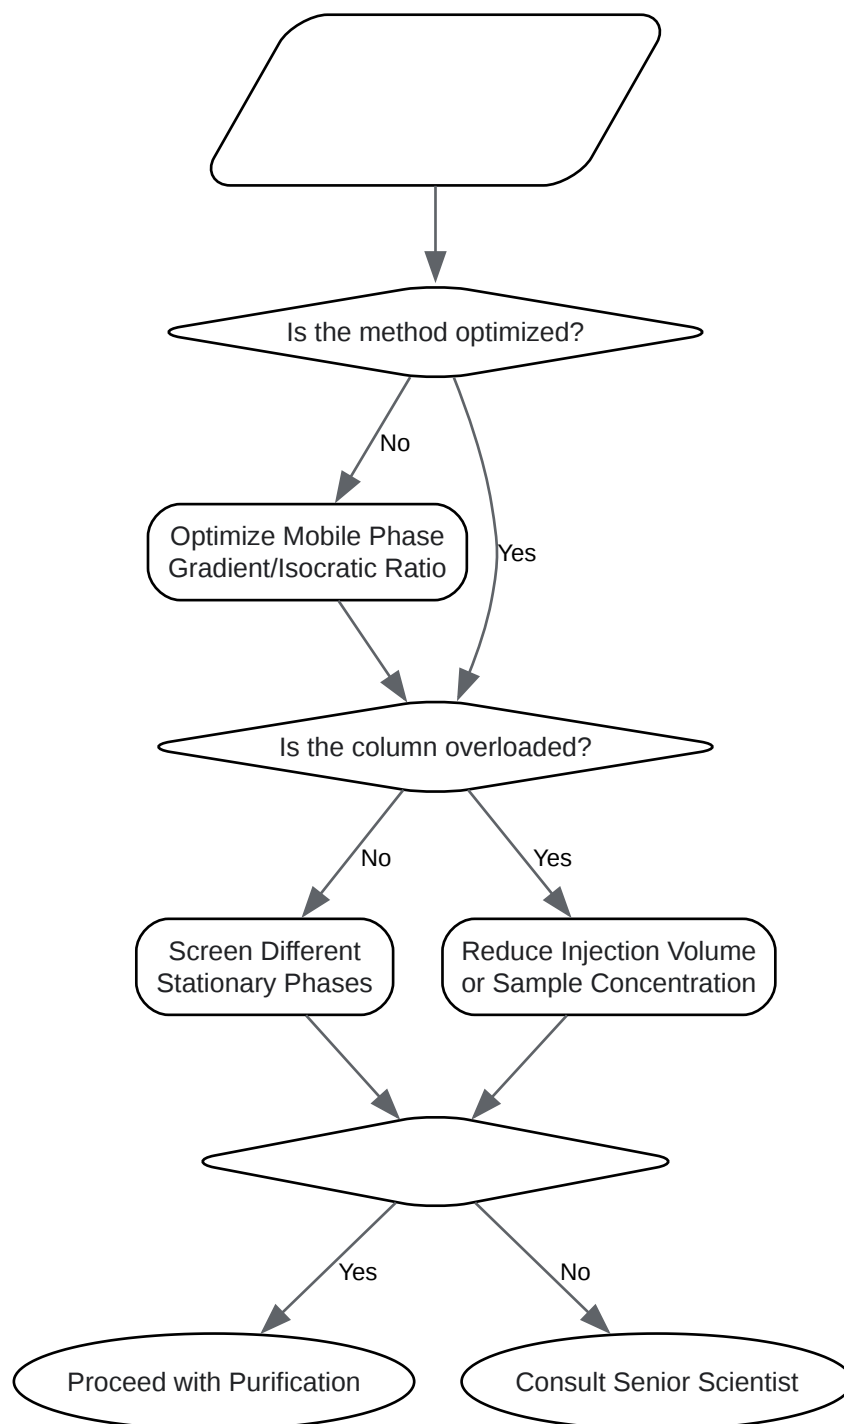 Is the method optimized?
No
Optimize Mobile Phase
Gradient/Isocratic Ratio
Yes
Is the column overloaded?
No
Yes
Screen Different
Stationary Phases
Reduce Injection Volume
or Sample Concentration
Yes
No
Proceed with Purification
Consult Senior Scientist